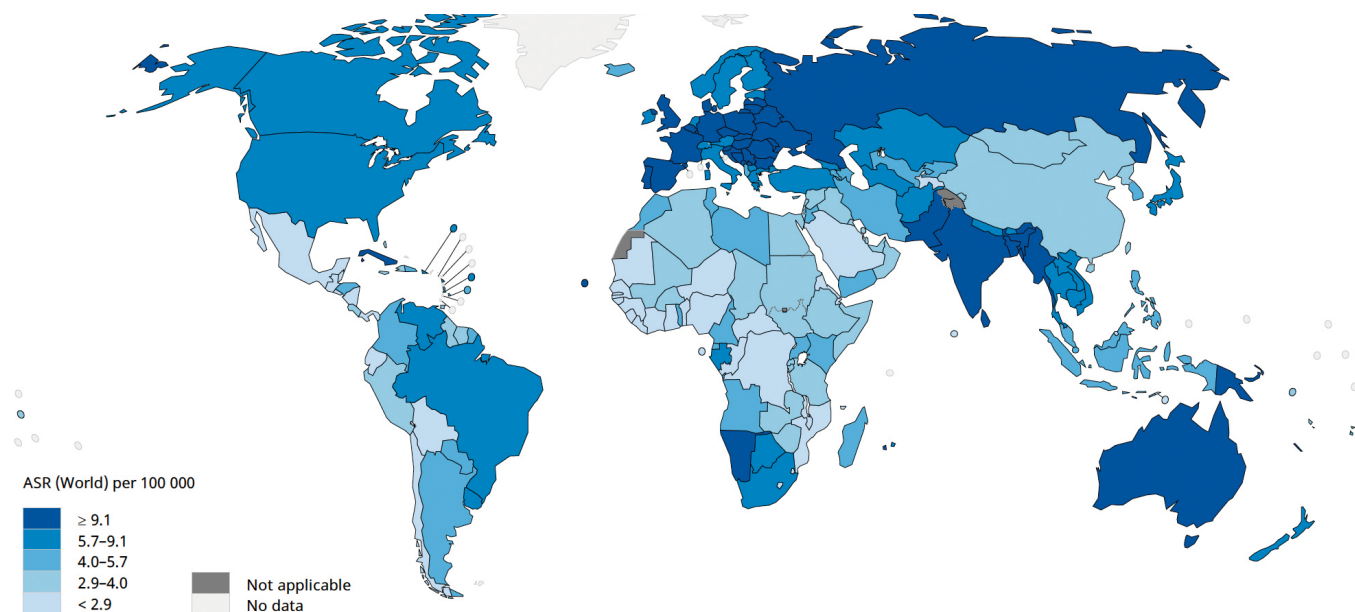 ASR (World) per 100 000
≥ 9.1
5.7–9.1
4.0–5.7
2.9–4.0
< 2.9
Not applicable
No data